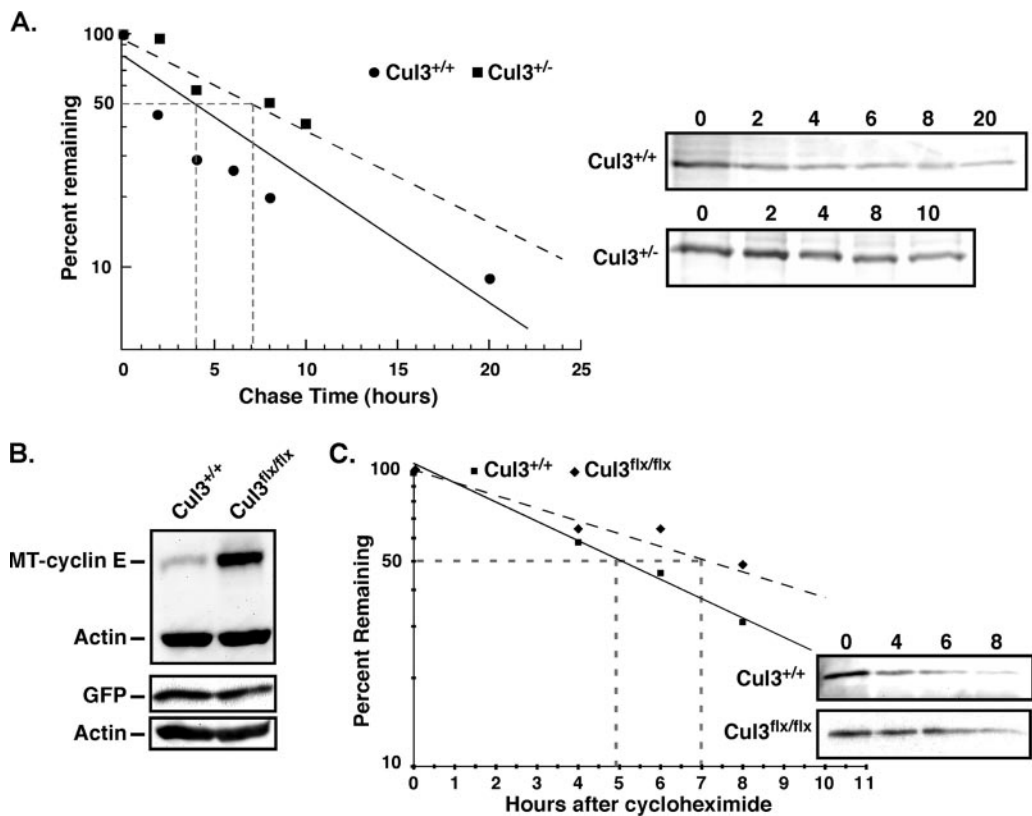 A.
Percent remaining
100
50
10
0 5 10 15 20 25
Chase Time (hours)
Cul3+/+ Cul3+/-
0 2 4 6 8 20
Cul3+/+
0 2 4 8 10
Cul3+/-
B.
Cul3+/+ Cul3flx/flx
MT-cyclin E
Actin
GFP
Actin
C.
Cul3+/+ Cul3flx/flx
Percent Remaining
100
50
10
0 1 2 3 4 5 6 7 8 9 10 11
Hours after cycloheximide
0 4 6 8
Cul3+/+
Cul3flx/flx